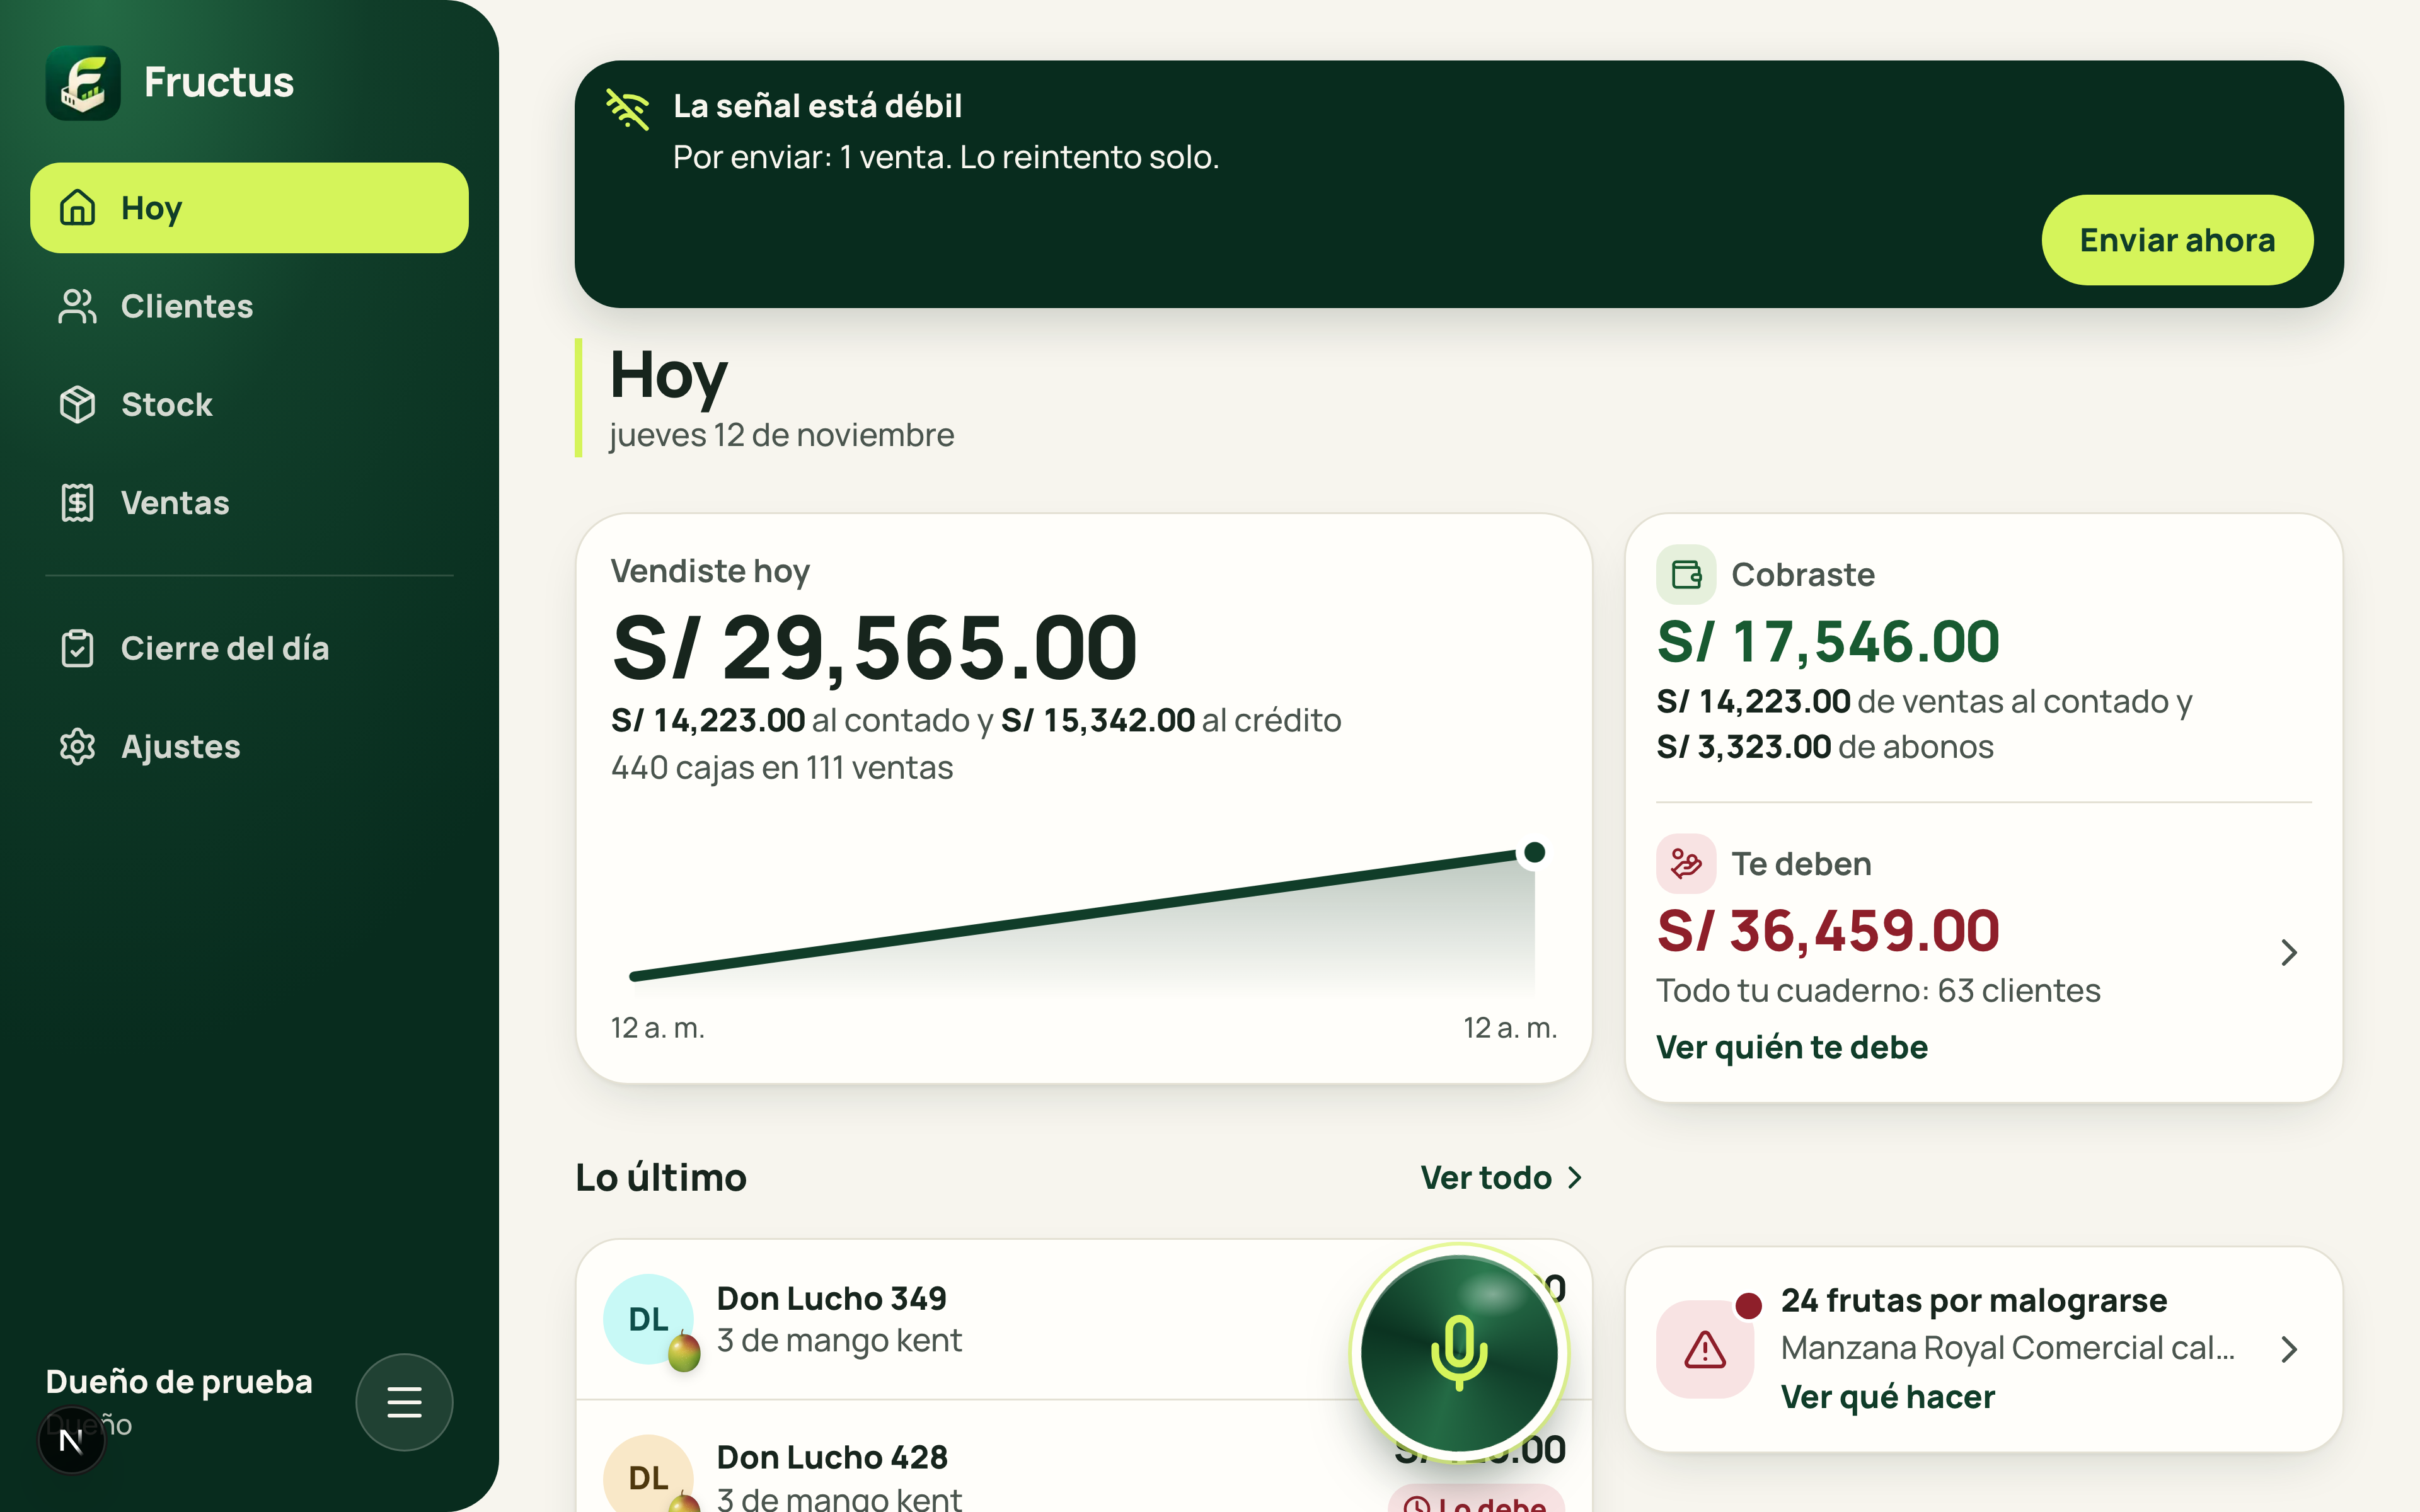 Fructus
Hoy
Clientes
Stock
Ventas
Cierre del día
Ajustes
Dueño de prueba
Dueño
N
La señal está débil
Por enviar: 1 venta. Lo reintento solo.
Enviar ahora
Hoy
jueves 12 de noviembre
Vendiste hoy
S/ 29,565.00
S/ 14,223.00 al contado y S/ 15,342.00 al crédito
440 cajas en 111 ventas
12 a. m.
12 a. m.
Cobraste
S/ 17,546.00
S/ 14,223.00 de ventas al contado y
S/ 3,323.00 de abonos
Te deben
S/ 36,459.00
Todo tu cuaderno: 63 clientes
Ver quién te debe
Lo último
Ver todo
DL
Don Lucho 349
3 de mango kent
DL
Don Lucho 428
3 de mango kent
Lo debe
24 frutas por malograrse
Manzana Royal Comercial cal...
Ver qué hacer